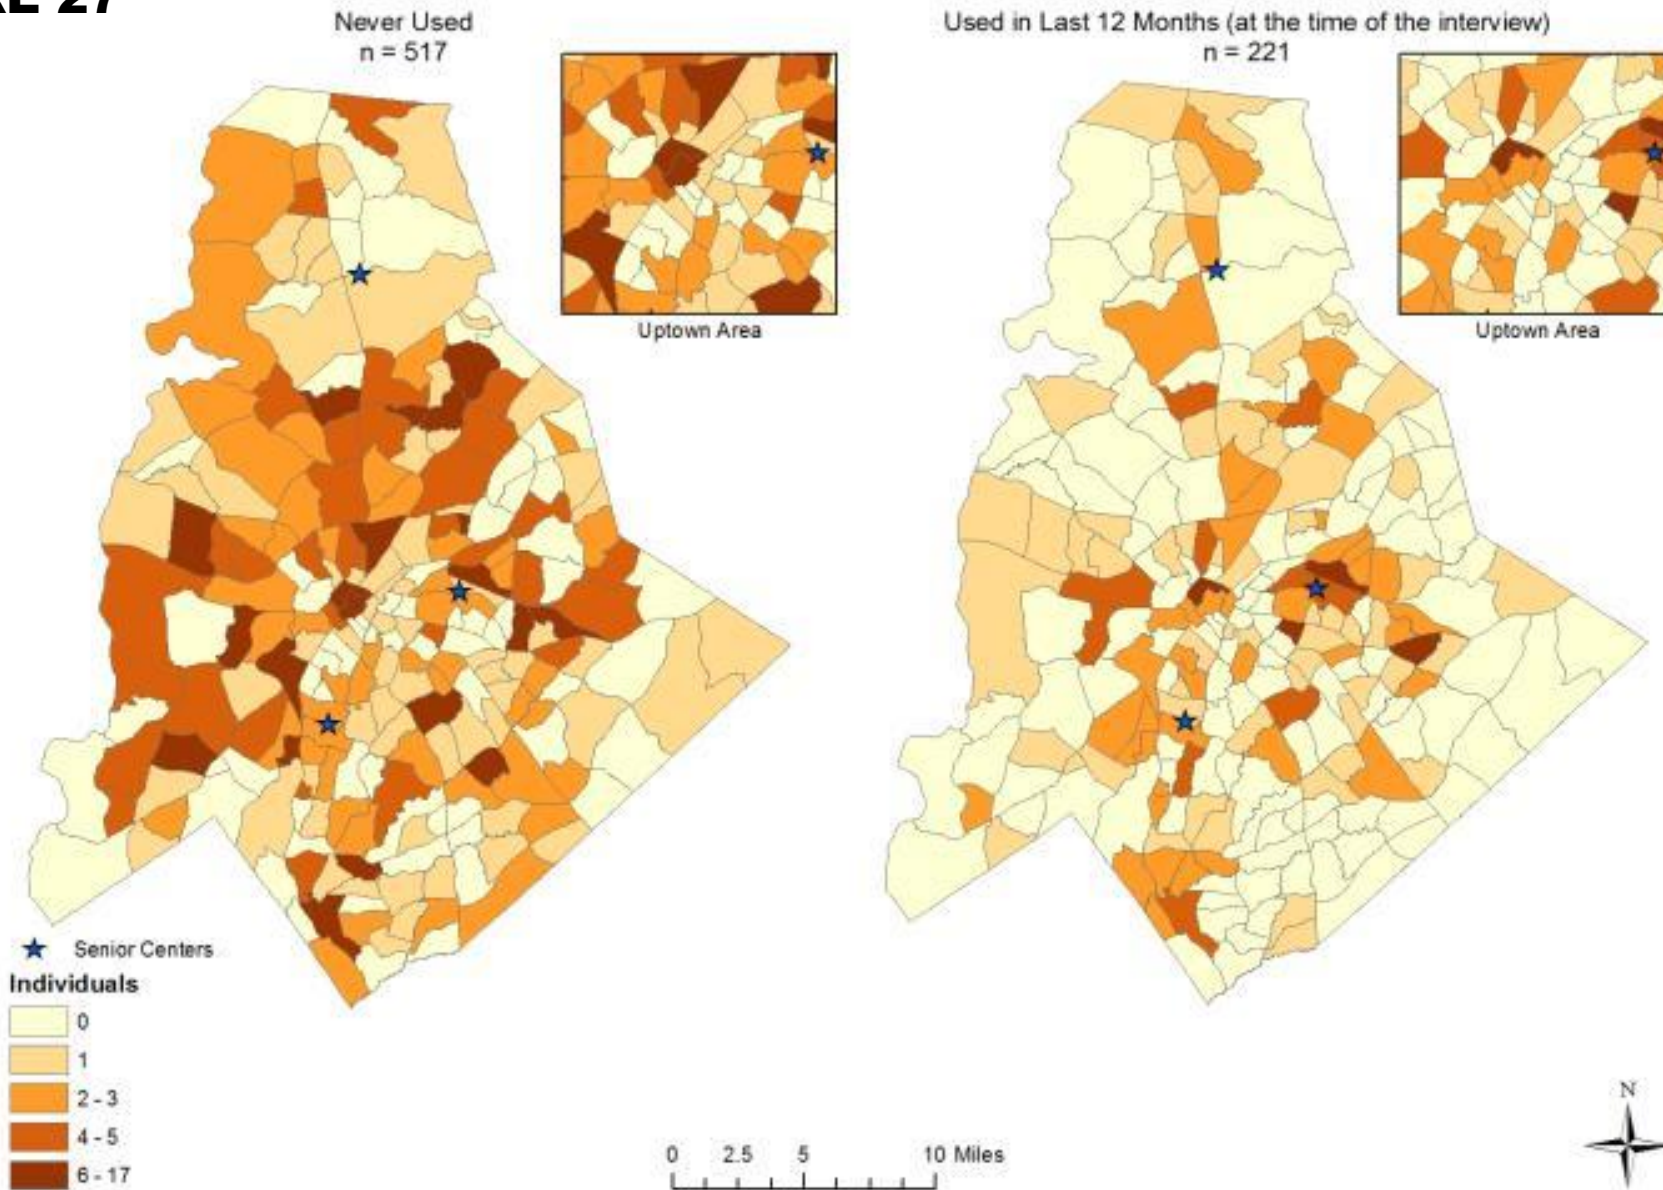 27
Never Used
n = 517
Uptown Area
Used in Last 12 Months (at the time of the interview)
n = 221
Uptown Area
Senior Centers
Individuals
0
1
2 - 3
4 - 5
6 - 17
0 2.5 5 10 Miles
N